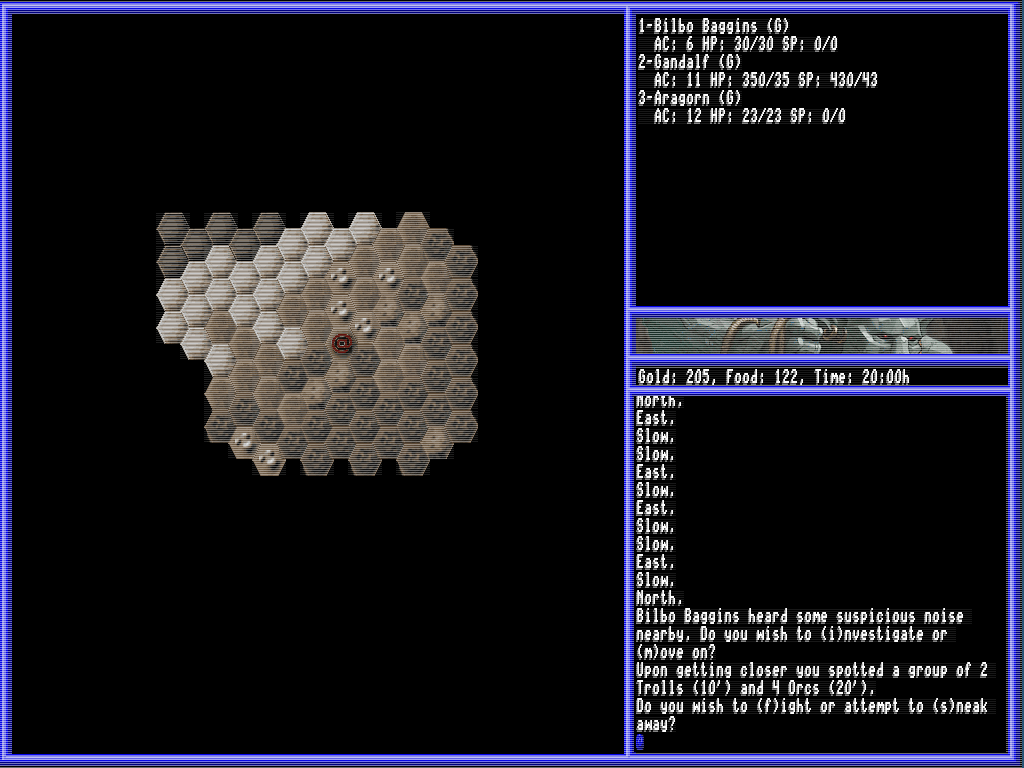 1-Bilbo Baggins (G)
AC: 6 HP: 30/30 SP: 0/0
2-Gandalf (G)
AC: 11 HP: 350/35 SP: 430/43
3-Aragorn (G)
AC: 12 HP: 23/23 SP: 0/0
Gold: 205, Food: 122, Time: 20:00h
North.
East.
Slow.
Slow.
East.
Slow.
East.
Slow.
Slow.
East.
Slow.
North.
Bilbo Baggins heard some suspicious noise
nearby. Do you wish to (i)nvestigate or
(m)ove on?
Upon getting closer you spotted a group of 2
Trolls (10') and 4 Orcs (20').
Do you wish to (f)ight or attempt to (s)neak
away?